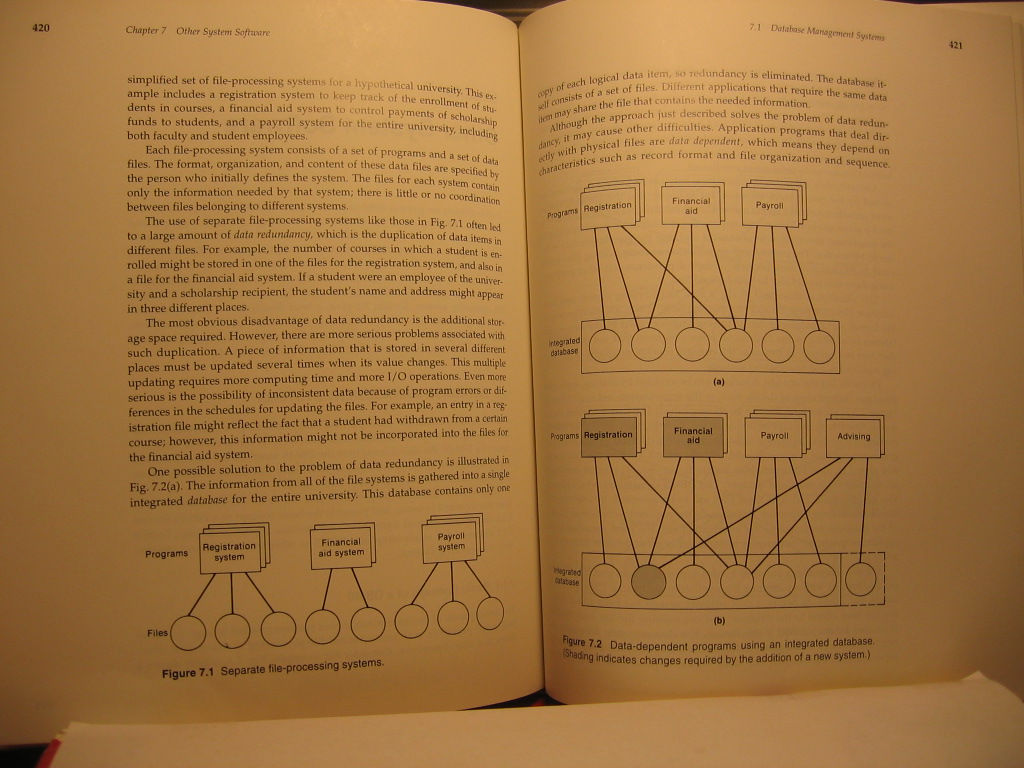 420
Chapter 7 Other System Software
simplified set of file-processing systems for a hypothetical university. This ex-
ample includes a registration system to keep track of the enrollment of stu-
dents in courses, a financial aid system to control payments of scholarship
funds to students, and a payroll system for the entire university, including
both faculty and student employees.
Each file-processing system consists of a set of programs and a set of data
files. The format, organization, and content of these data files are specified by
the person who initially defines the system. The files for each system contain
only the information needed by that system; there is little or no coordination
between files belonging to different systems.
The use of separate file-processing systems like those in Fig. 7.1 often led
to a large amount of data redundancy, which is the duplication of data items in
different files. For example, the number of courses in which a student is en-
rolled might be stored in one of the files for the registration system, and also in
a file for the financial aid system. If a student were an employee of the univer-
sity and a scholarship recipient, the student's name and address might appear
in three different places.
The most obvious disadvantage of data redundancy is the additional stor-
age space required. However, there are more serious problems associated with
such duplication. A piece of information that is stored in several different
places must be updated several times when its value changes. This multiple
updating requires more computing time and more I/O operations. Even more
serious is the possibility of inconsistent data because of program errors or dif-
ferences in the schedules for updating the files. For example, an entry in a reg-
istration file might reflect the fact that a student had withdrawn from a certain
course; however, this information might not be incorporated into the files for
the financial aid system.
One possible solution to the problem of data redundancy is illustrated in
Fig. 7.2(a). The information from all of the file systems is gathered into a single
integrated database for the entire university. This database contains only one
Programs
Registration
system
Financial
aid system
Payroll
system
Files
Figure 7.1 Separate file-processing systems.
7.1 Database Management Systems
421
copy of each logical data item, so redundancy is eliminated. The database it-
self consists of a set of files. Different applications that require the same data
item may share the file that contains the needed information.
Although the approach just described solves the problem of data redun-
dancy, it may cause other difficulties. Application programs that deal dir-
ectly with physical files are data dependent, which means they depend on
characteristics such as record format and file organization and sequence.
Programs
Registration
Financial
aid
Payroll
Integrated
database
(a)
Programs
Registration
Financial
aid
Payroll
Advising
Integrated
database
(b)
Figure 7.2 Data-dependent programs using an integrated database.
(Shading indicates changes required by the addition of a new system.)